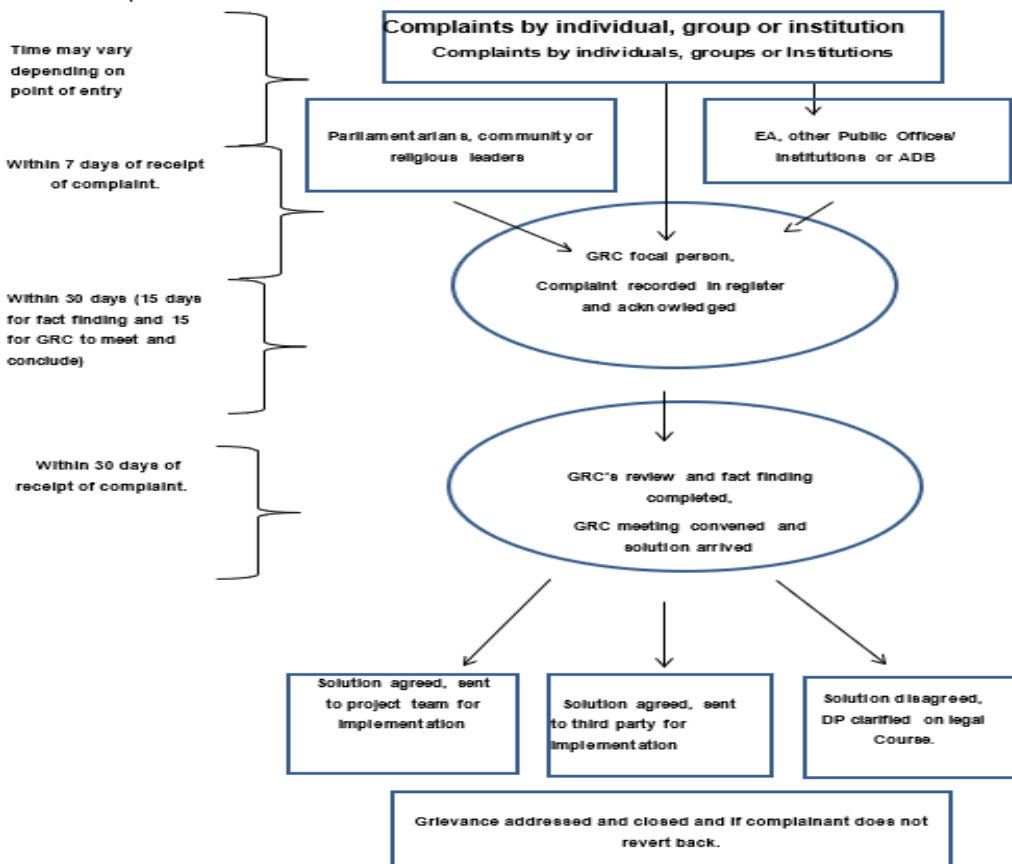 Complaints by individual, group or institution
Complaints by individuals, groups or Institutions
Time may vary
depending on
point of entry
Parliamentarians, community or
religious leaders
EA, other Public Offices/
Institutions or ADB
Within 7 days of receipt
of complaint.
GRC focal person,
Complaint recorded in register
and acknowledged
Within 30 days (15 days
for fact finding and 15
for GRC to meet and
conclude)
Within 30 days of
receipt of complaint.
GRC's review and fact finding
completed,
GRC meeting convened and
solution arrived
Solution agreed, sent
to project team for
Implementation
Solution agreed, sent
to third party for
Implementation
Solution disagreed,
DP clarified on legal
Course.
Grievance addressed and closed and if complainant does not
revert back.